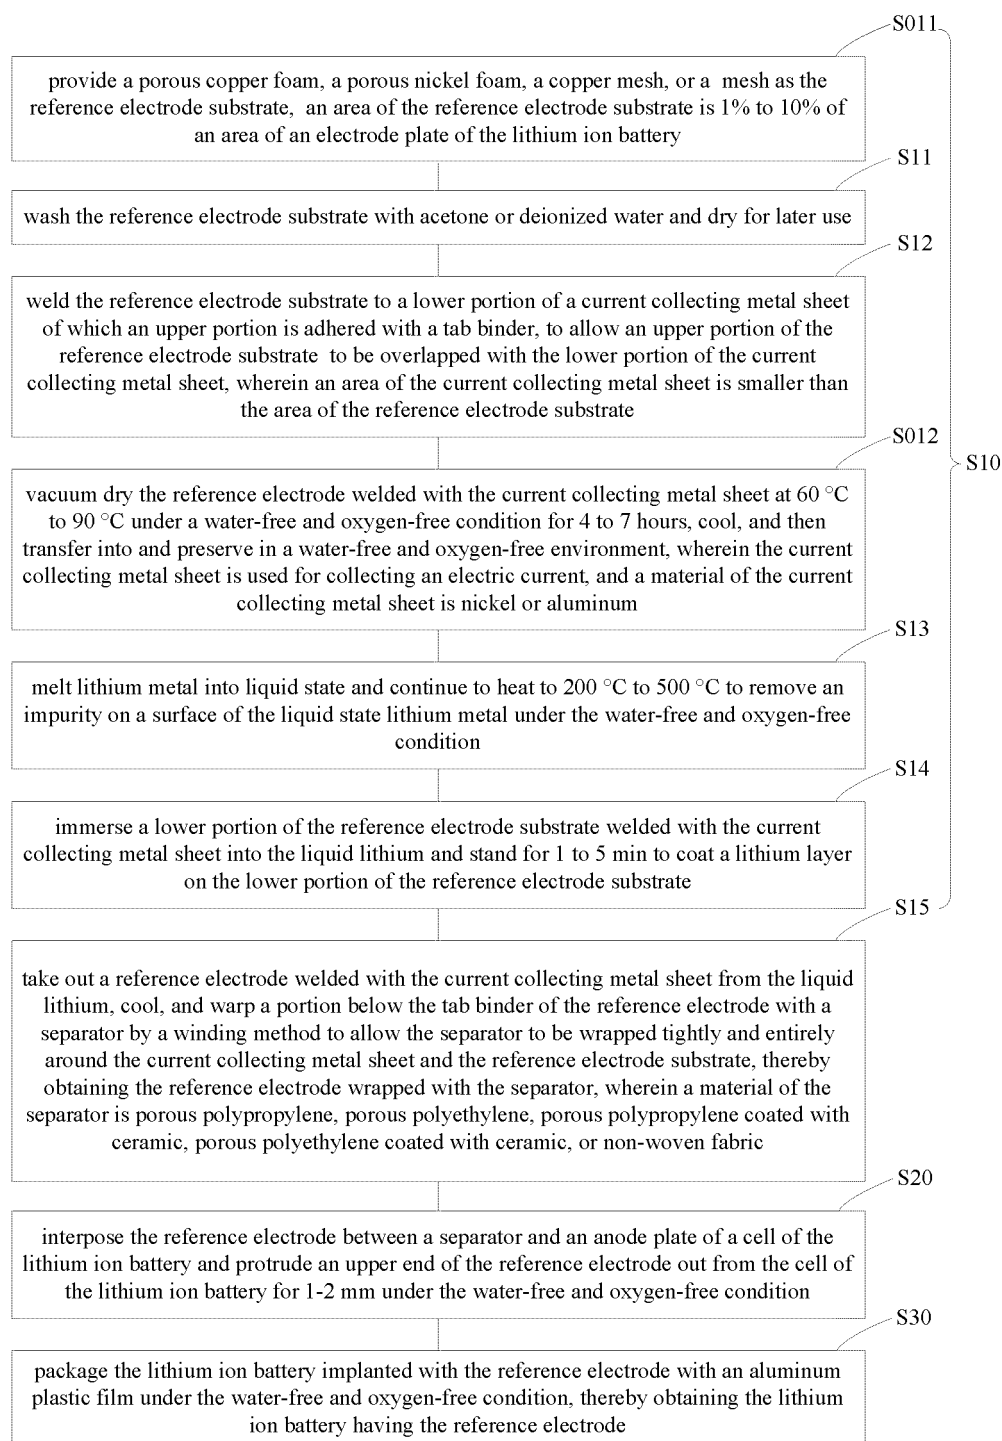 S011
provide a porous copper foam, a porous nickel foam, a copper mesh, or a mesh as the
reference electrode substrate, an area of the reference electrode substrate is 1% to 10% of
an area of an electrode plate of the lithium ion battery
S11
wash the reference electrode substrate with acetone or deionized water and dry for later use
S12
weld the reference electrode substrate to a lower portion of a current collecting metal sheet
of which an upper portion is adhered with a tab binder, to allow an upper portion of the
reference electrode substrate to be overlapped with the lower portion of the current
collecting metal sheet, wherein an area of the current collecting metal sheet is smaller than
the area of the reference electrode substrate
S012
S10
vacuum dry the reference electrode welded with the current collecting metal sheet at 60 °C
to 90 °C under a water-free and oxygen-free condition for 4 to 7 hours, cool, and then
transfer into and preserve in a water-free and oxygen-free environment, wherein the current
collecting metal sheet is used for collecting an electric current, and a material of the current
collecting metal sheet is nickel or aluminum
S13
melt lithium metal into liquid state and continue to heat to 200 °C to 500 °C to remove an
impurity on a surface of the liquid state lithium metal under the water-free and oxygen-free
condition
S14
immerse a lower portion of the reference electrode substrate welded with the current
collecting metal sheet into the liquid lithium and stand for 1 to 5 min to coat a lithium layer
on the lower portion of the reference electrode substrate
S15
take out a reference electrode welded with the current collecting metal sheet from the liquid
lithium, cool, and warp a portion below the tab binder of the reference electrode with a
separator by a winding method to allow the separator to be wrapped tightly and entirely
around the current collecting metal sheet and the reference electrode substrate, thereby
obtaining the reference electrode wrapped with the separator, wherein a material of the
separator is porous polypropylene, porous polyethylene, porous polypropylene coated with
ceramic, porous polyethylene coated with ceramic, or non-woven fabric
S20
interpose the reference electrode between a separator and an anode plate of a cell of the
lithium ion battery and protrude an upper end of the reference electrode out from the cell of
the lithium ion battery for 1-2 mm under the water-free and oxygen-free condition
S30
package the lithium ion battery implanted with the reference electrode with an aluminum
plastic film under the water-free and oxygen-free condition, thereby obtaining the lithium
ion battery having the reference electrode